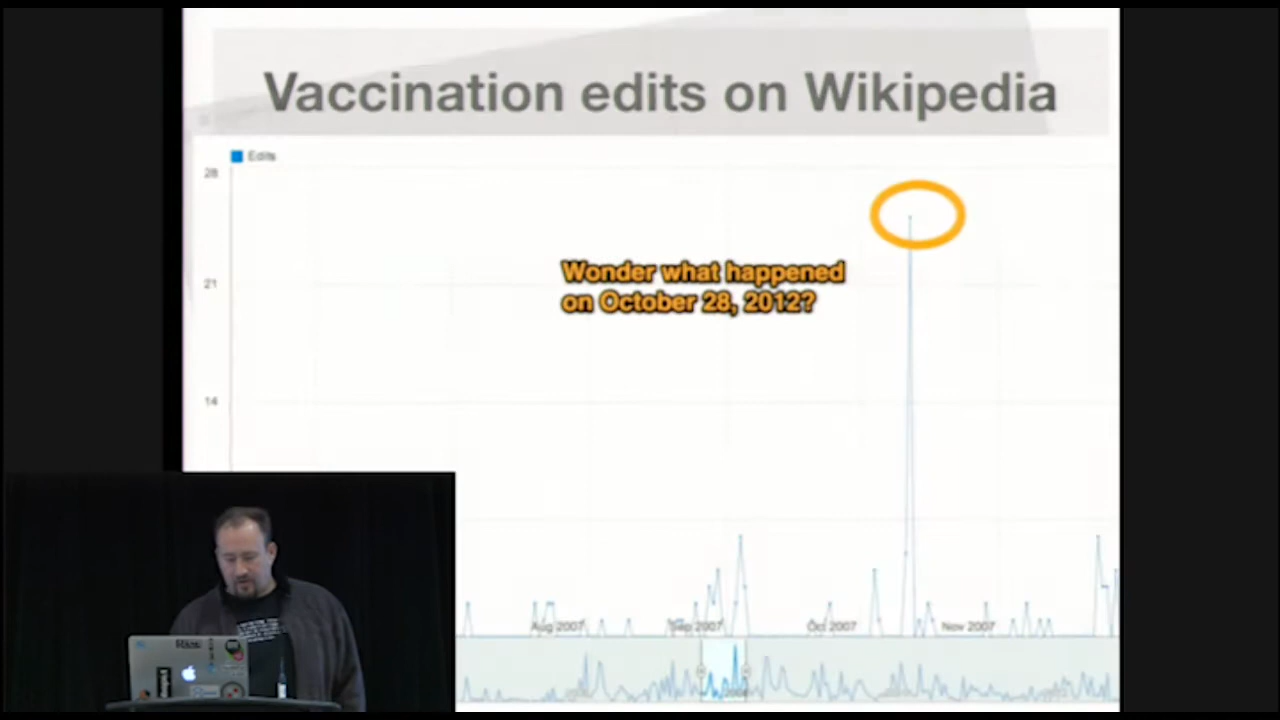 Vaccination edits on Wikipedia
Edits
28
21
14
Wonder what happened
on October 28, 2012?
Aug 2007
Sep 2007
Oct 2007
Nov 2007